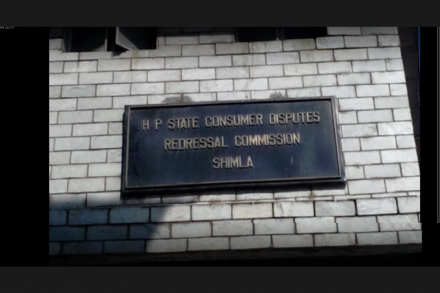 H P STATE CONSUMER DISPUTES
REDRESSAL COMMISSION
SHIMLA